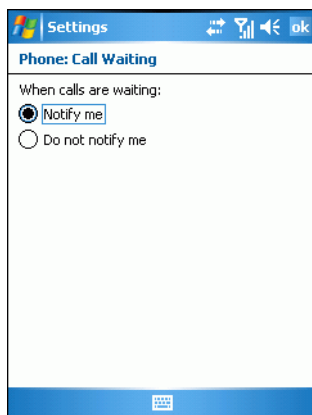 Settings
ok
Phone: Call Waiting
When calls are waiting:
Notify me
Do not notify me